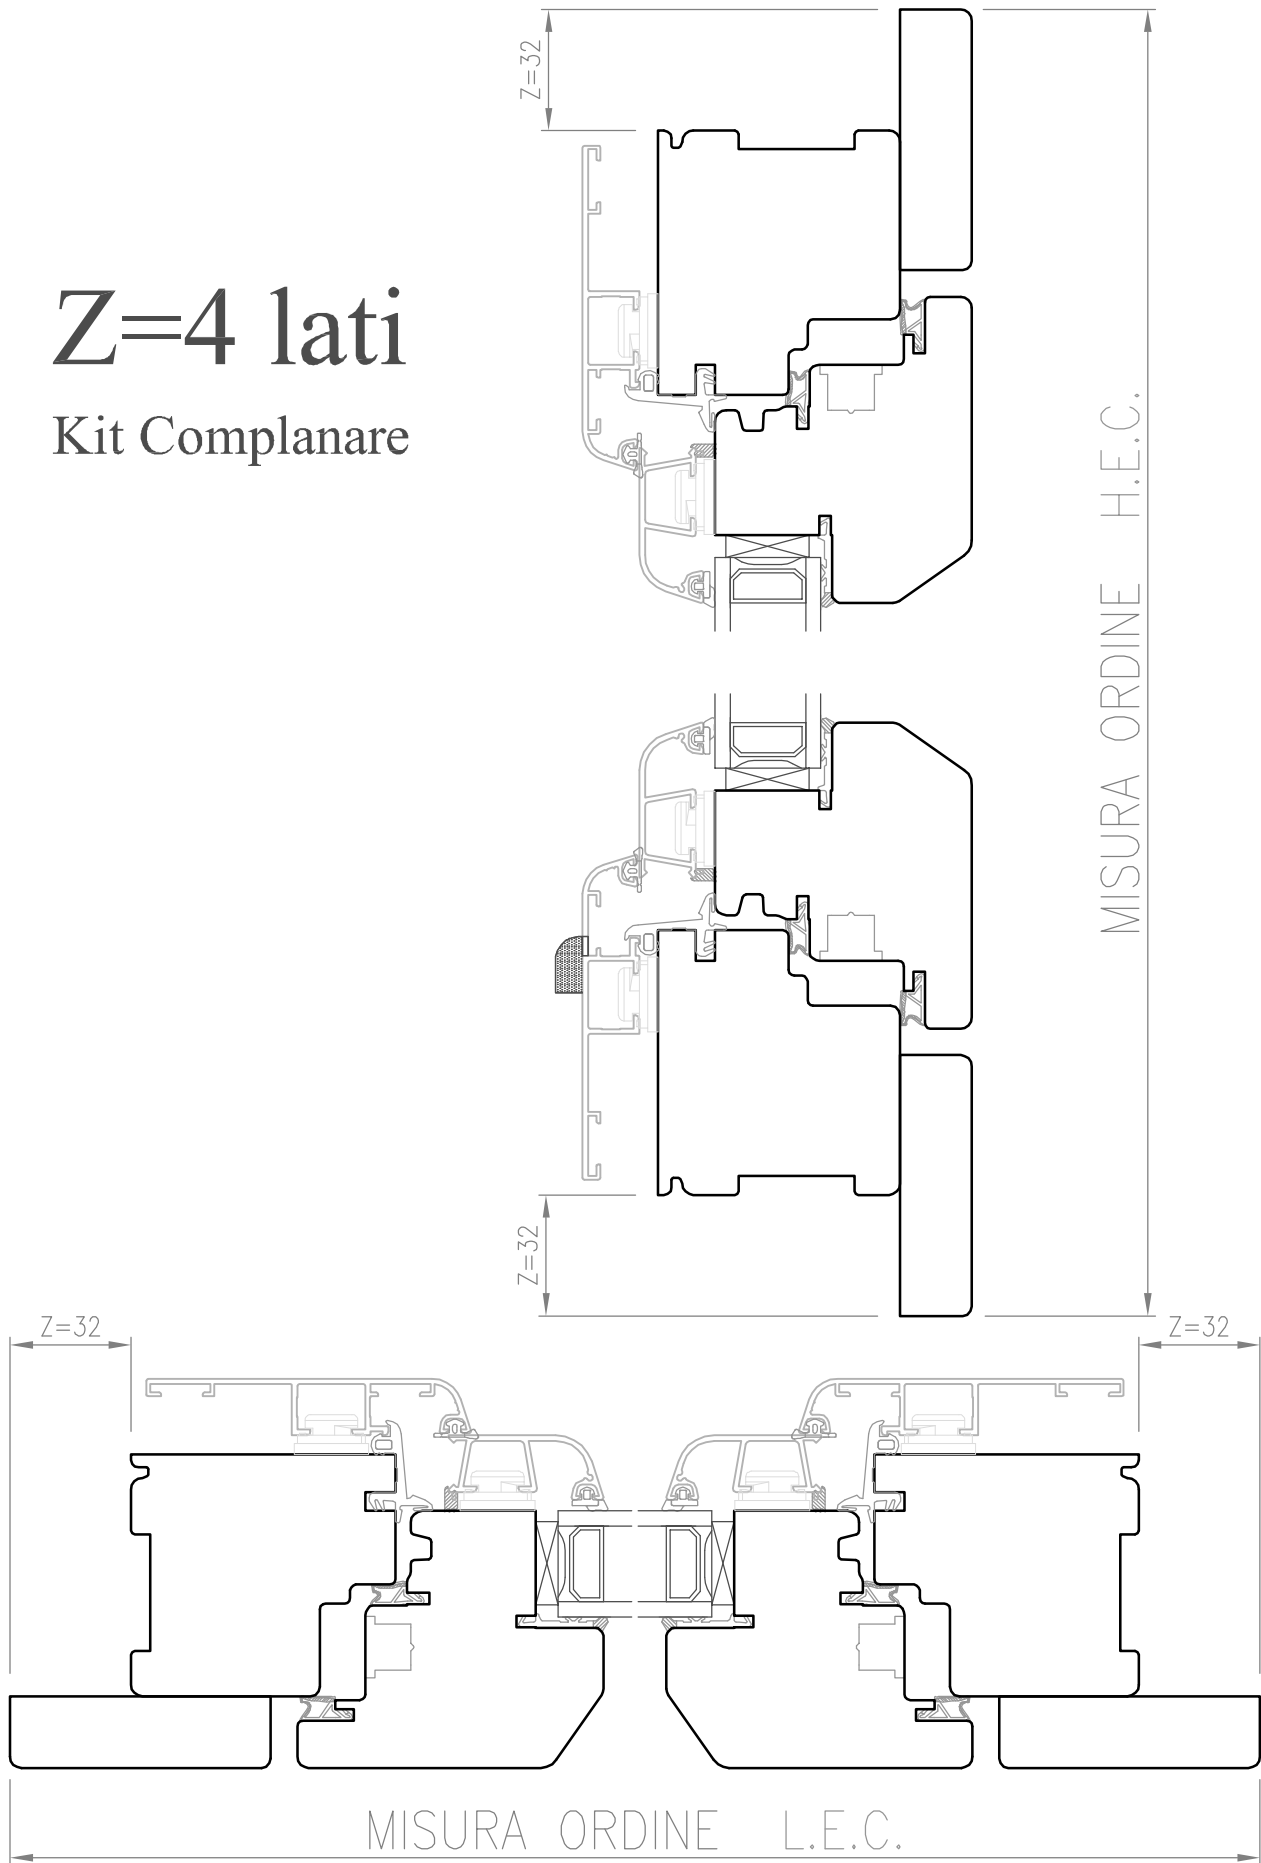 Z=32
Z=4 lati
Kit Complanare
MISURA ORDINE H.E.C.
Z=32
Z=32
Z=32
MISURA ORDINE L.E.C.